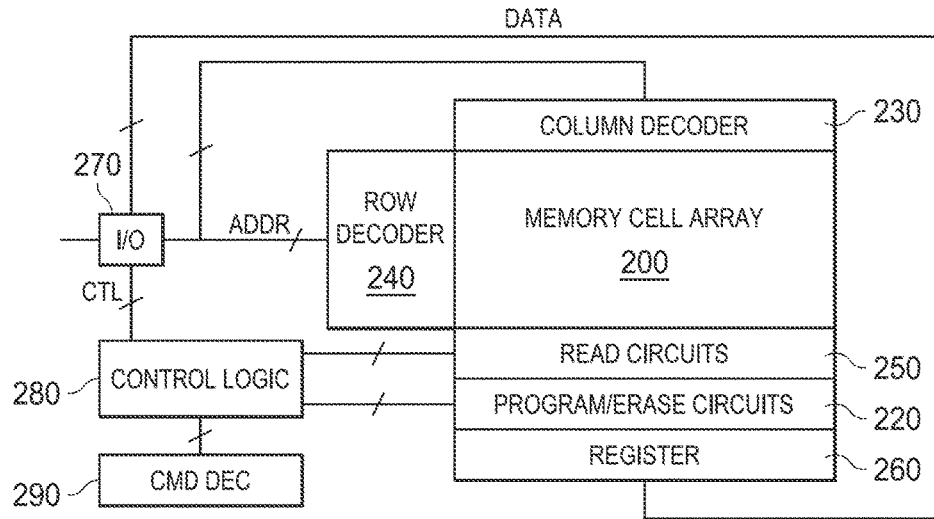 DATA
COLUMN DECODER
230
270
ROW
DECODER
240
MEMORY CELL ARRAY
200
I/O
ADDR
CTL
READ CIRCUITS
250
280
CONTROL LOGIC
PROGRAM/ERASE CIRCUITS
220
REGISTER
260
290
CMD DEC